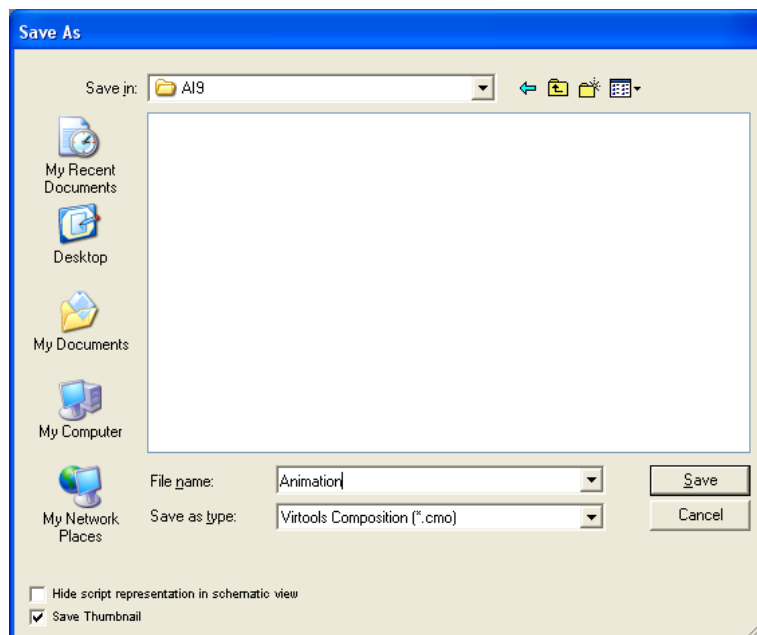 Save As
Save in: AI9
My Recent
Documents
Desktop
My Documents
My Computer
My Network
Places
File name: Animation Save
Save as type: Virtools Composition (*.cmo) Cancel
Hide script representation in schematic view
Save Thumbnail